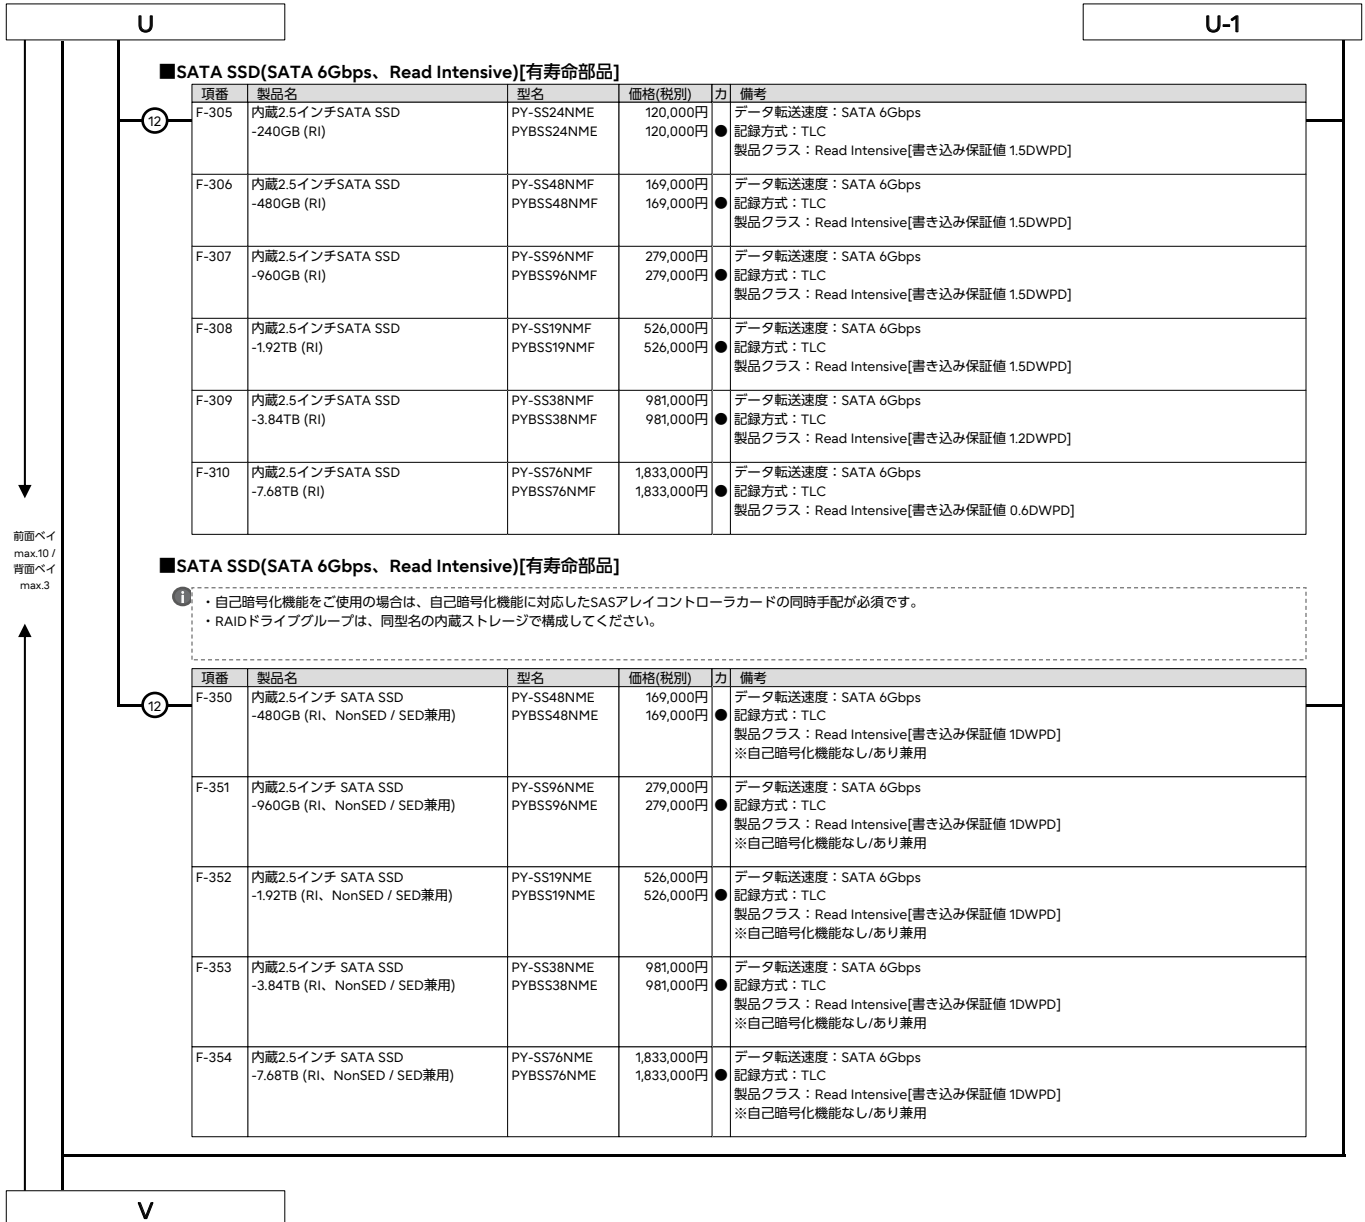 U
U-1
■SATA SSD(SATA 6Gbps、Read Intensive)[有寿命部品]
項番 製品名 型名 価格(税別) カ 備考
12
F-305 内蔵2.5インチSATA SSD PY-SS24NME 120,000円 データ転送速度：SATA 6Gbps
-240GB (RI) PYBSS24NME 120,000円 ● 記録方式：TLC
製品クラス：Read Intensive[書き込み保証値 1.5DWPD]
F-306 内蔵2.5インチSATA SSD PY-SS48NMF 169,000円 データ転送速度：SATA 6Gbps
-480GB (RI) PYBSS48NMF 169,000円 ● 記録方式：TLC
製品クラス：Read Intensive[書き込み保証値 1.5DWPD]
F-307 内蔵2.5インチSATA SSD PY-SS96NMF 279,000円 データ転送速度：SATA 6Gbps
-960GB (RI) PYBSS96NMF 279,000円 ● 記録方式：TLC
製品クラス：Read Intensive[書き込み保証値 1.5DWPD]
F-308 内蔵2.5インチSATA SSD PY-SS19NMF 526,000円 データ転送速度：SATA 6Gbps
-1.92TB (RI) PYBSS19NMF 526,000円 ● 記録方式：TLC
製品クラス：Read Intensive[書き込み保証値 1.5DWPD]
F-309 内蔵2.5インチSATA SSD PY-SS38NMF 981,000円 データ転送速度：SATA 6Gbps
-3.84TB (RI) PYBSS38NMF 981,000円 ● 記録方式：TLC
製品クラス：Read Intensive[書き込み保証値 1.2DWPD]
F-310 内蔵2.5インチSATA SSD PY-SS76NMF 1,833,000円 データ転送速度：SATA 6Gbps
-7.68TB (RI) PYBSS76NMF 1,833,000円 ● 記録方式：TLC
製品クラス：Read Intensive[書き込み保証値 0.6DWPD]
前面ベイ
max.10 /
背面ベイ
max.3
■SATA SSD(SATA 6Gbps、Read Intensive)[有寿命部品]
i
・自己暗号化機能をご使用の場合は、自己暗号化機能に対応したSASアレイコントローラカードの同時手配が必須です。
・RAIDドライブグループは、同型名の内蔵ストレージで構成してください。
項番 製品名 型名 価格(税別) カ 備考
12
F-350 内蔵2.5インチ SATA SSD PY-SS48NME 169,000円 データ転送速度：SATA 6Gbps
-480GB (RI、NonSED / SED兼用) PYBSS48NME 169,000円 ● 記録方式：TLC
製品クラス：Read Intensive[書き込み保証値 1DWPD]
※自己暗号化機能なし/あり兼用
F-351 内蔵2.5インチ SATA SSD PY-SS96NME 279,000円 データ転送速度：SATA 6Gbps
-960GB (RI、NonSED / SED兼用) PYBSS96NME 279,000円 ● 記録方式：TLC
製品クラス：Read Intensive[書き込み保証値 1DWPD]
※自己暗号化機能なし/あり兼用
F-352 内蔵2.5インチ SATA SSD PY-SS19NME 526,000円 データ転送速度：SATA 6Gbps
-1.92TB (RI、NonSED / SED兼用) PYBSS19NME 526,000円 ● 記録方式：TLC
製品クラス：Read Intensive[書き込み保証値 1DWPD]
※自己暗号化機能なし/あり兼用
F-353 内蔵2.5インチ SATA SSD PY-SS38NME 981,000円 データ転送速度：SATA 6Gbps
-3.84TB (RI、NonSED / SED兼用) PYBSS38NME 981,000円 ● 記録方式：TLC
製品クラス：Read Intensive[書き込み保証値 1DWPD]
※自己暗号化機能なし/あり兼用
F-354 内蔵2.5インチ SATA SSD PY-SS76NME 1,833,000円 データ転送速度：SATA 6Gbps
-7.68TB (RI、NonSED / SED兼用) PYBSS76NME 1,833,000円 ● 記録方式：TLC
製品クラス：Read Intensive[書き込み保証値 1DWPD]
※自己暗号化機能なし/あり兼用
V